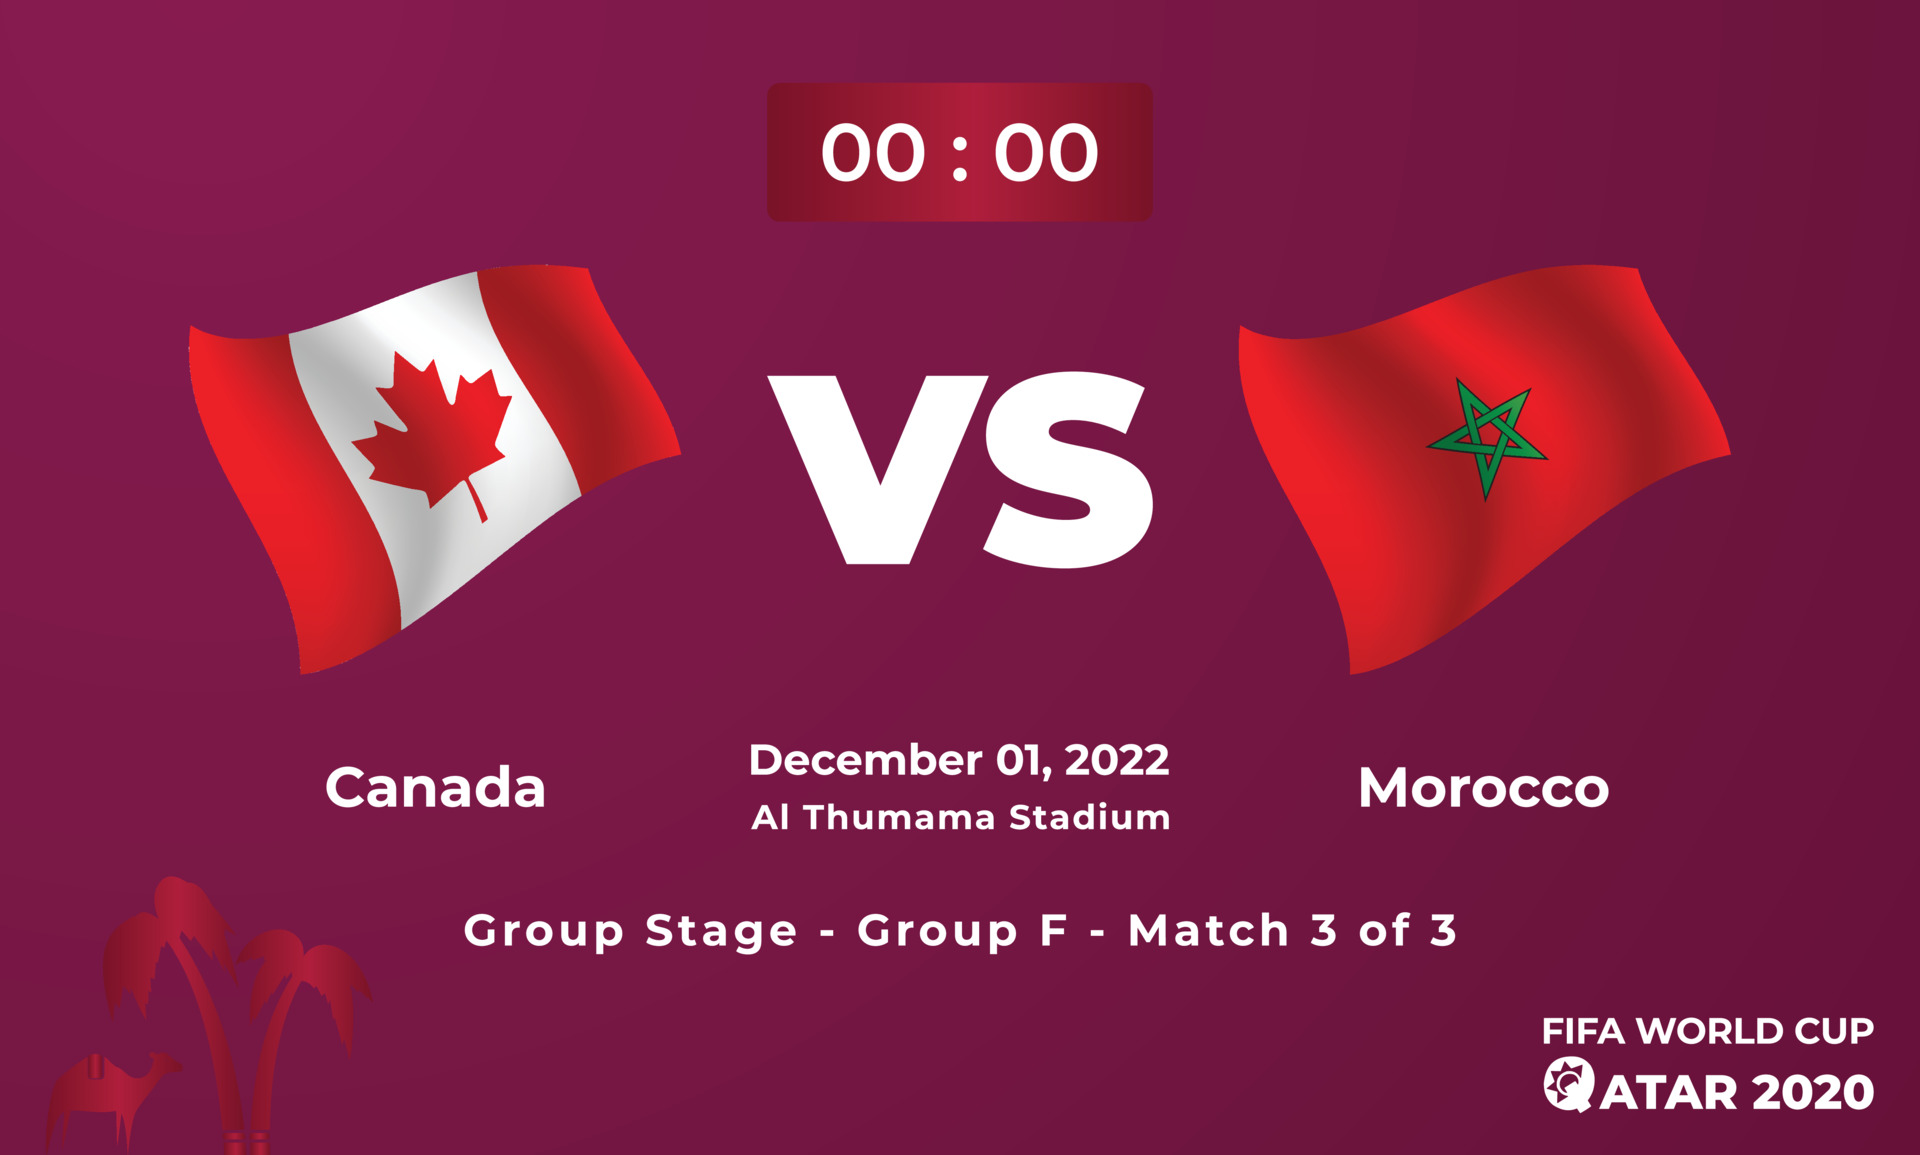 00 : 00
VS
Canada
December 01, 2022
Al Thumama Stadium
Morocco
Group Stage - Group F - Match 3 of 3
FIFA WORLD CUP
QATAR 2020